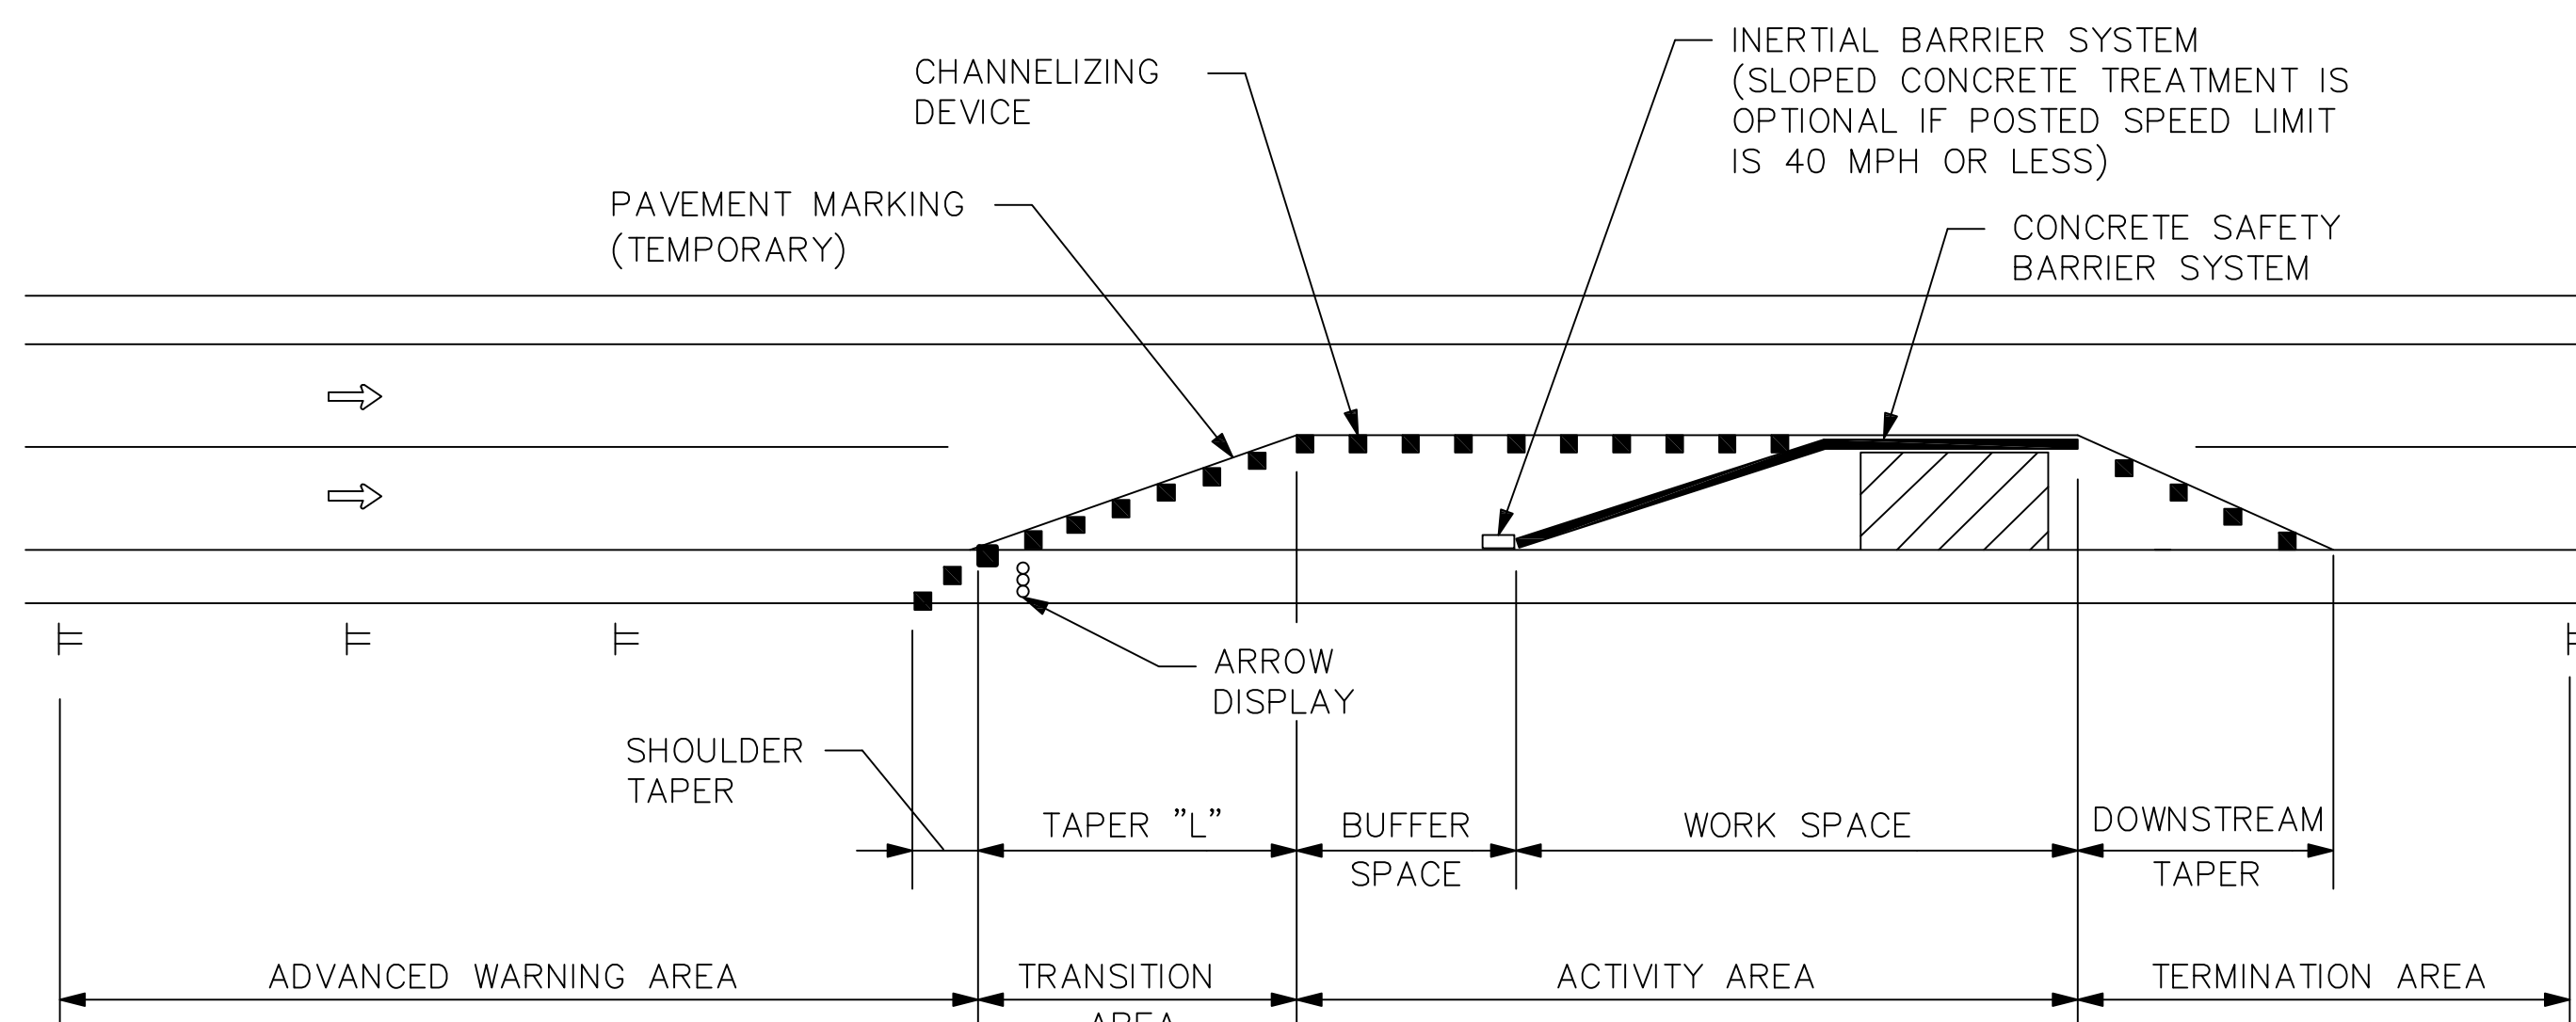 INERTIAL BARRIER SYSTEM
(SLOPED CONCRETE TREATMENT IS
OPTIONAL IF POSTED SPEED LIMIT
IS 40 MPH OR LESS)
CHANNELIZING
DEVICE
PAVEMENT MARKING
(TEMPORARY)
CONCRETE SAFETY
BARRIER SYSTEM
ARROW
DISPLAY
SHOULDER
TAPER
TAPER "L"
BUFFER
SPACE
WORK SPACE
DOWNSTREAM
TAPER
ADVANCED WARNING AREA
TRANSITION
AREA
ACTIVITY AREA
TERMINATION AREA